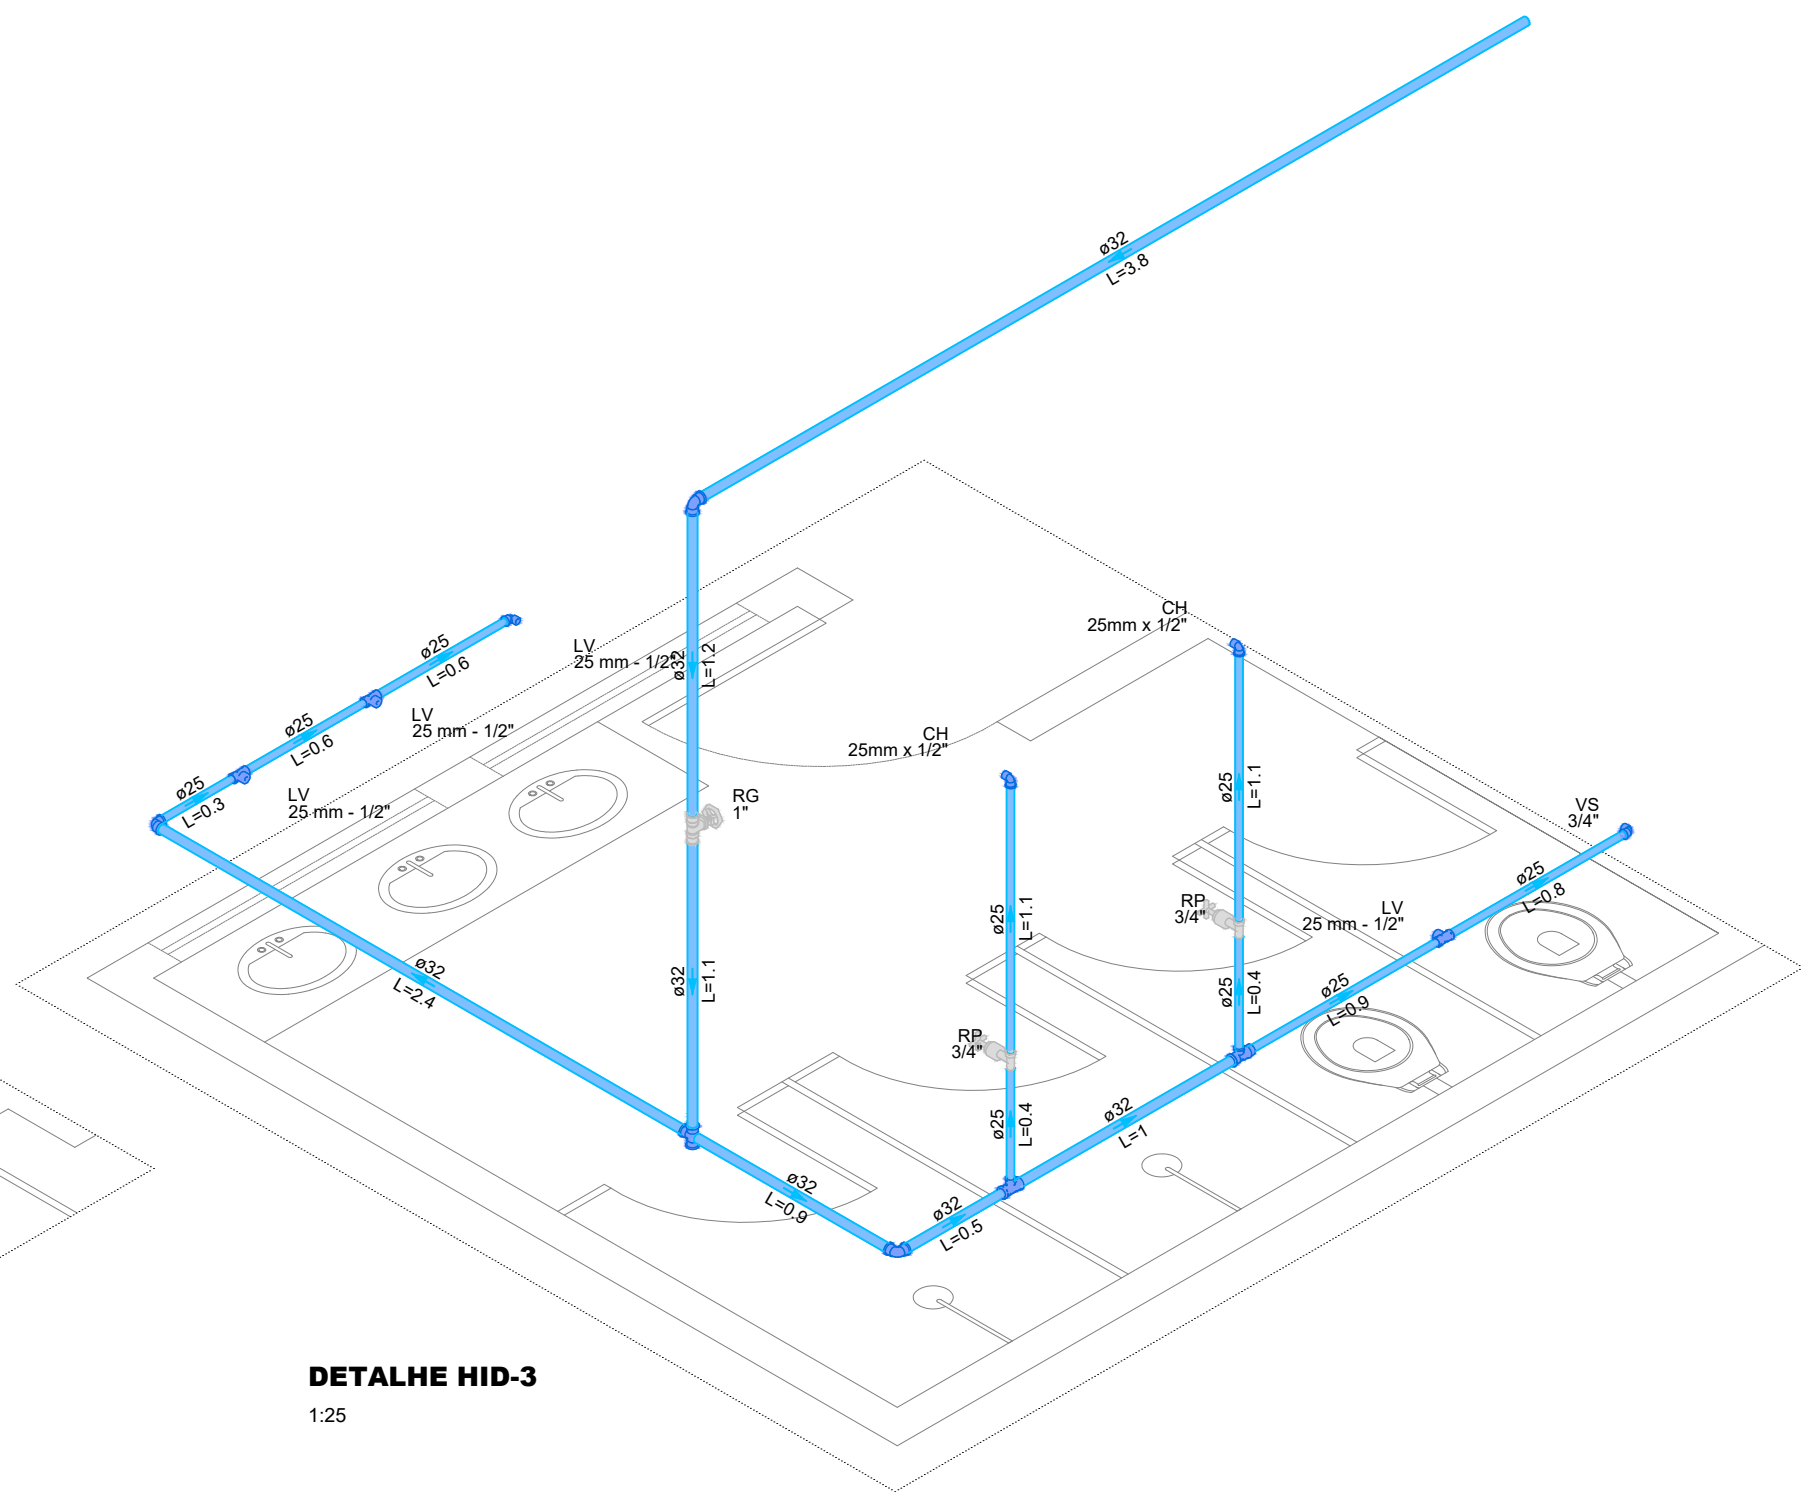 ø32
L=3.8
CH
25mm x 1/2"
ø25
L=0.6
LV
25 mm - 1/2"
ø32
L=1.2
LV
25 mm - 1/2"
ø25
L=0.6
CH
25mm x 1/2"
ø25
L=0.3
LV
25 mm - 1/2"
RG
1"
ø25
L=1.1
VS
3/4"
ø25
L=0.8
RP
3/4"
LV
25 mm - 1/2"
ø25
L=1.1
ø32
L=2.4
ø32
L=1.1
ø25
L=0.4
ø25
L=0.9
RP
3/4"
ø25
L=0.4
ø32
L=1
ø32
L=0.9
ø32
L=0.5
DETALHE HID-3
1:25